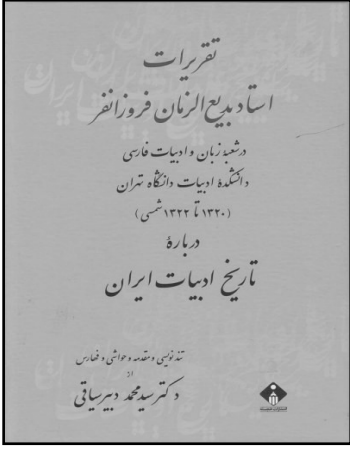 تقریرات
استاد بدیع‌الزمان فروزانفر
در شعبهٔ زبان و ادبیات فارسی
دانشکدهٔ ادبیات دانشگاه تهران
(۱۳۲۰ تا ۱۳۲۲ شمسی)
دربارهٔ
تاریخ ادبیات ایران
تندنویسی و مقدمه و حواشی و فهارس
از
دکتر سید محمد دبیرسیاقی